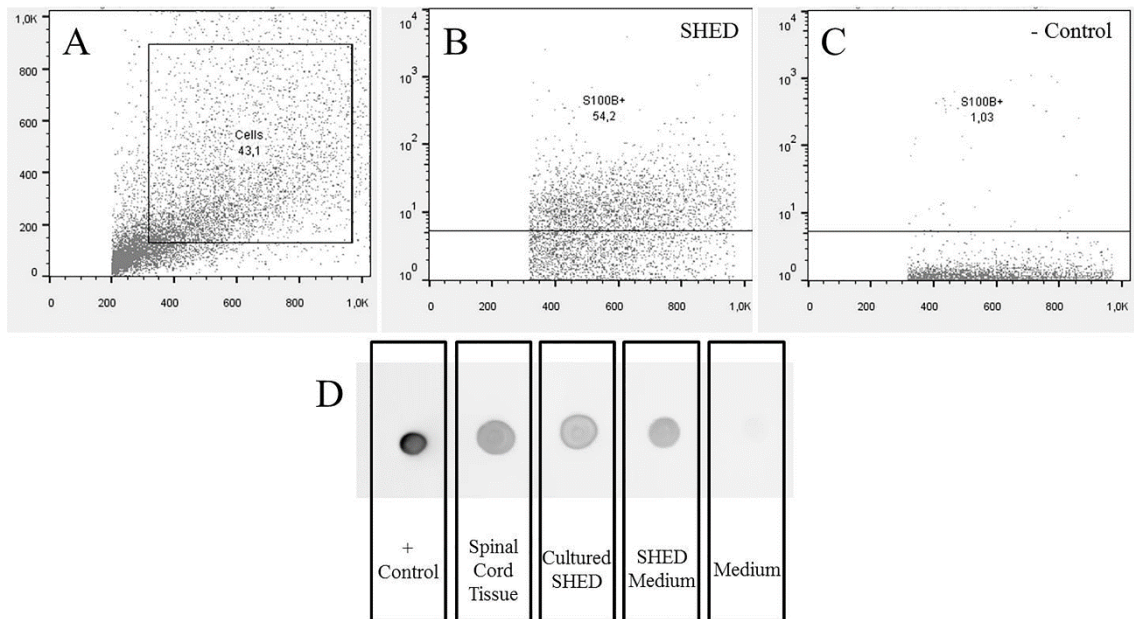 A
1,0K
800
600
400
200
0
Cells
43,1
0
200
400
600
800
1,0K
B
SHED
10^4
10^3
10^2
10^1
10^0
S100B+
54,2
0
200
400
600
800
1,0K
C
- Control
10^4
10^3
10^2
10^1
10^0
S100B+
1,03
0
200
400
600
800
1,0K
D
+
Control
Spinal
Cord
Tissue
Cultured
SHED
SHED
Medium
Medium